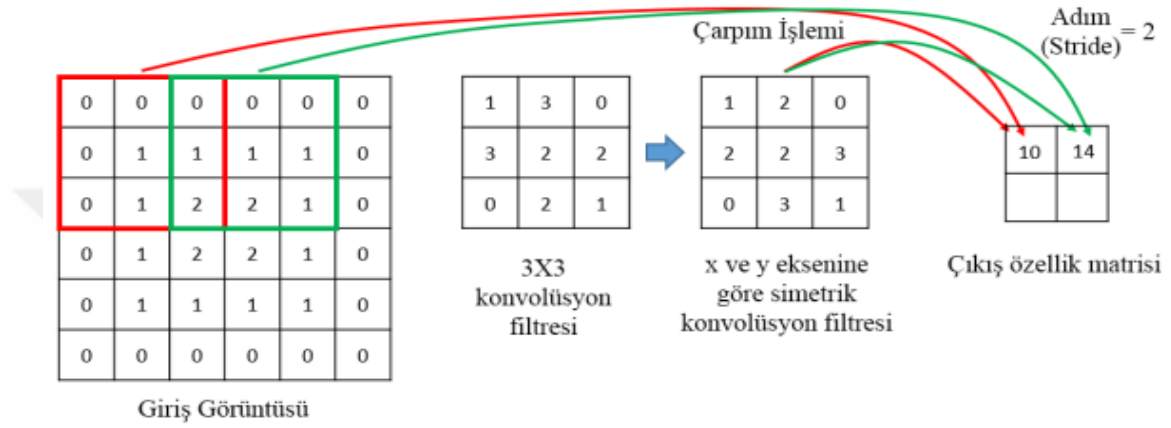 Çarpım İşlemi
Adım
(Stride) = 2
0 0 0 0 0 0
0 1 1 1 1 0
0 1 2 2 1 0
0 1 2 2 1 0
0 1 1 1 1 0
0 0 0 0 0 0
Giriş Görüntüsü
1 3 0
3 2 2
0 2 1
3X3
konvolüsyon
filtresi
1 2 0
2 2 3
0 3 1
x ve y eksenine
göre simetrik
konvolüsyon filtresi
10 14
Çıkış özellik matrisi